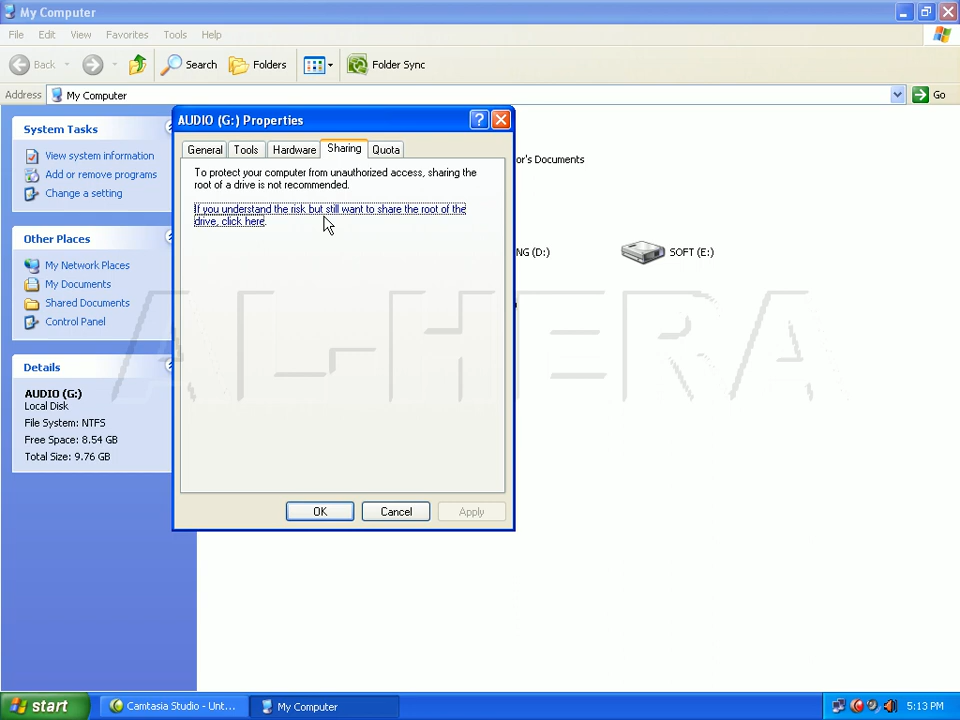 My Computer
File Edit View Favorites Tools Help
Back Search Folders Folder Sync
Address My Computer Go
AUDIO (G:) Properties
System Tasks
View system information
Add or remove programs
Change a setting
Other Places
My Network Places
My Documents
Shared Documents
Control Panel
Details
AUDIO (G:)
Local Disk
File System: NTFS
Free Space: 8.54 GB
Total Size: 9.76 GB
General Tools Hardware Sharing Quota
To protect your computer from unauthorized access, sharing the
root of a drive is not recommended.
If you understand the risk but still want to share the root of the
drive, click here.
OK Cancel Apply
or's Documents
NG (D:) SOFT (E:)
AL-HERA
start Camtasia Studio - Unt... My Computer 5:13 PM